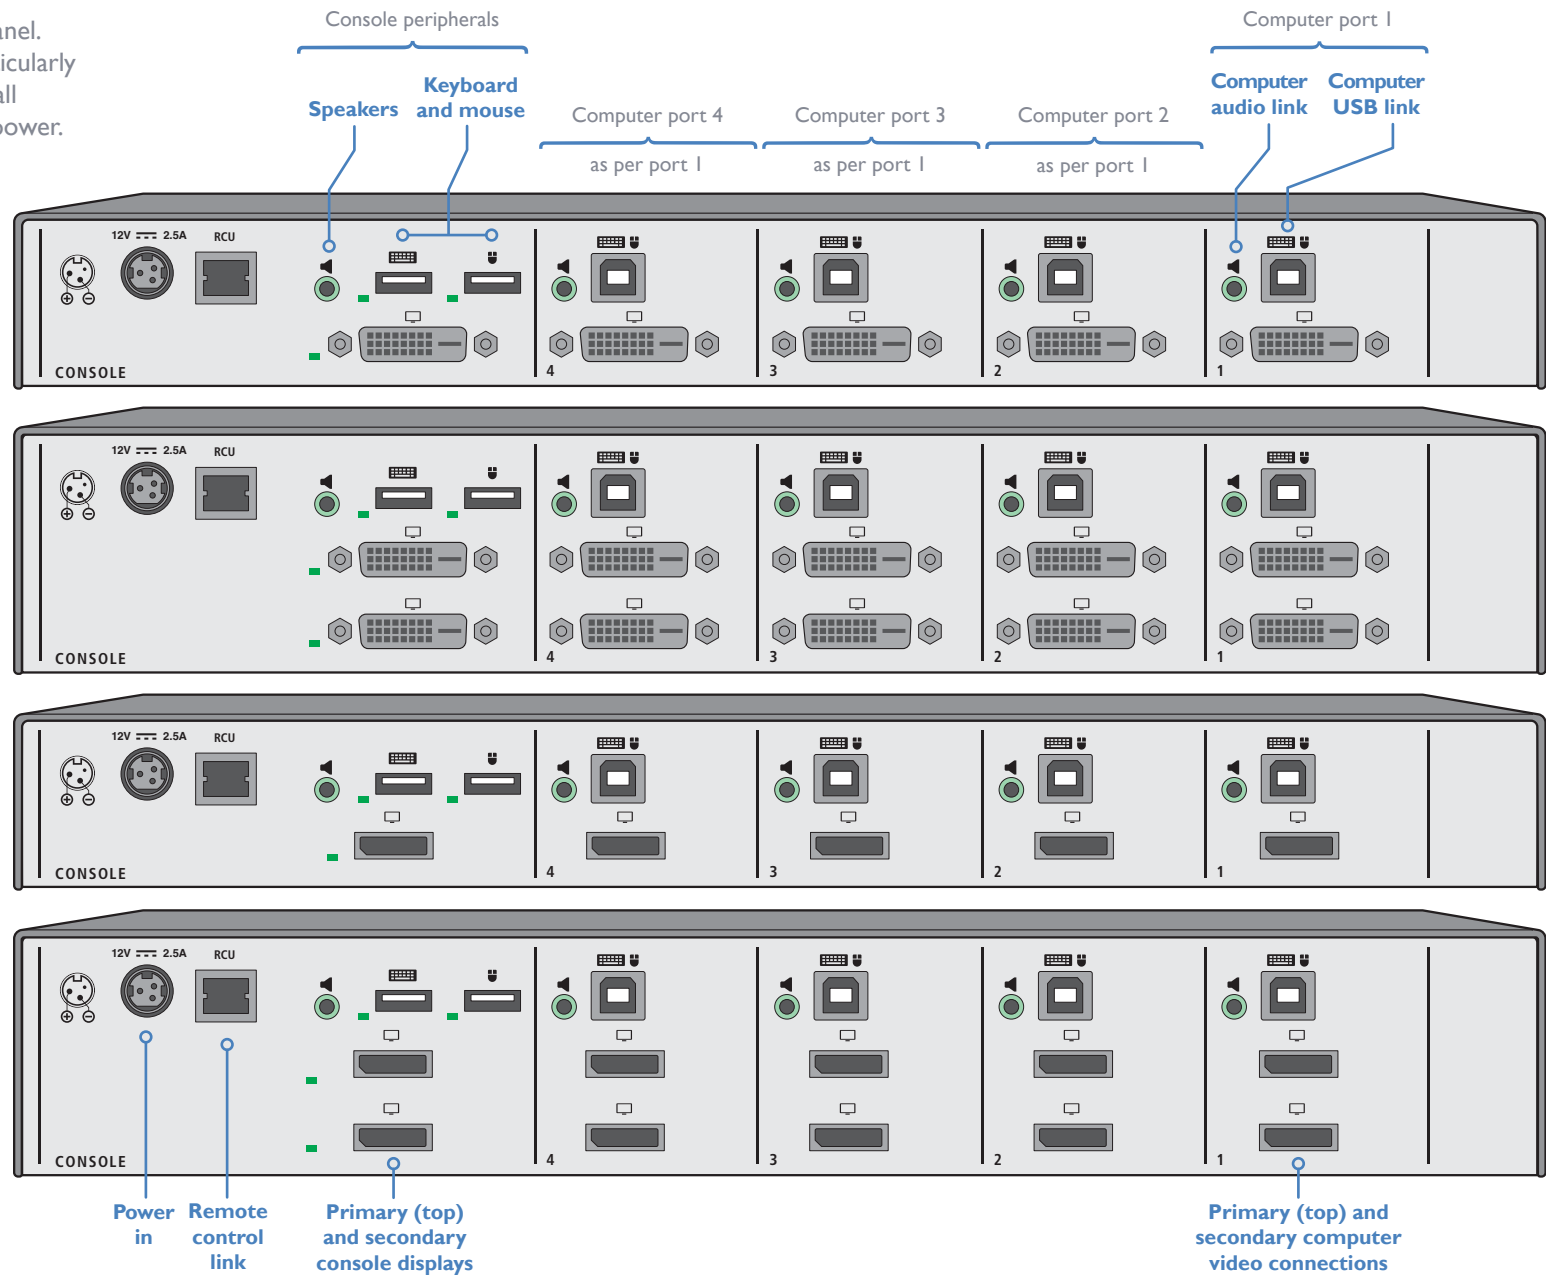 anel.
icularly
all
power.
Console peripherals
Speakers
Keyboard
and mouse
Computer port 4
as per port 1
Computer port 3
as per port 1
Computer port 2
as per port 1
Computer port 1
Computer
audio link
Computer
USB link
12V 2.5A
RCU
CONSOLE
4
3
2
1
12V 2.5A
RCU
CONSOLE
4
3
2
1
12V 2.5A
RCU
CONSOLE
4
3
2
1
12V 2.5A
RCU
CONSOLE
4
3
2
1
Power
in
Remote
control
link
Primary (top)
and secondary
console displays
Primary (top) and
secondary computer
video connections